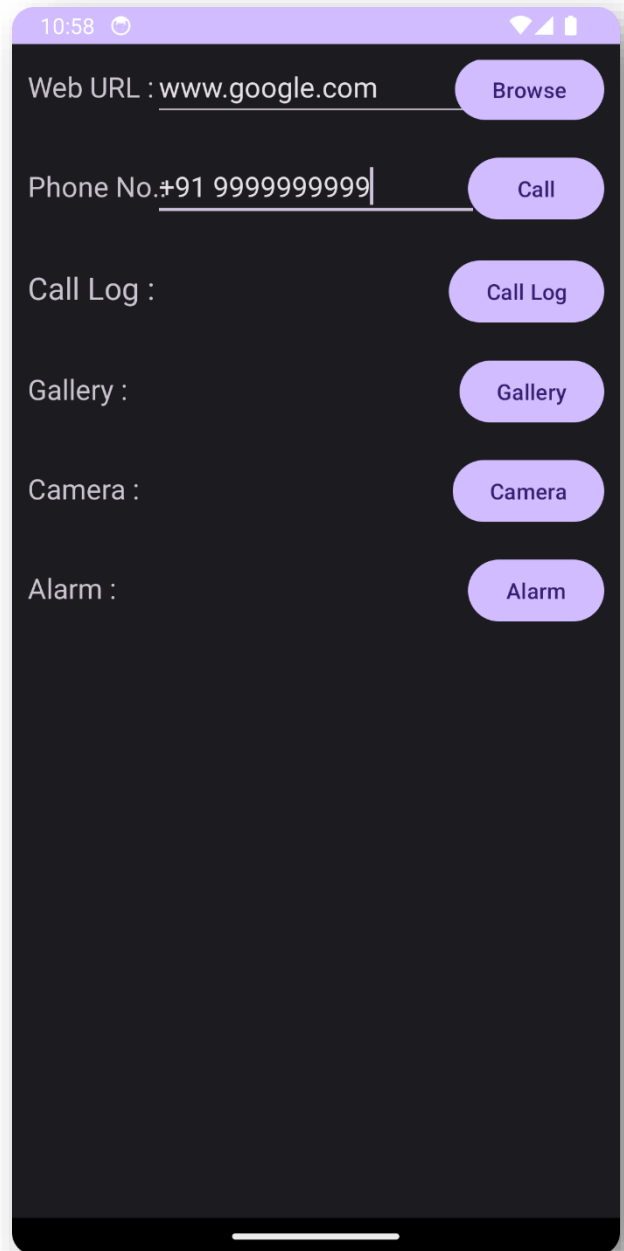 10:58
Web URL : www.google.com Browse
Phone No.: +91 9999999999 Call
Call Log : Call Log
Gallery : Gallery
Camera : Camera
Alarm : Alarm